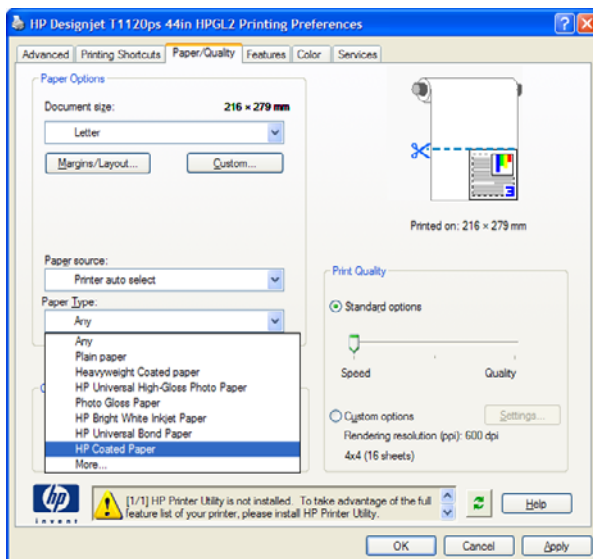 HP Designjet T1120ps 44in HPGL2 Printing Preferences
Advanced Printing Shortcuts Paper/Quality Features Color Services
Paper Options
Document size: 216 × 279 mm
Letter
Margins/Layout... Custom...
Printed on: 216 × 279 mm
Paper source:
Printer auto select
Paper Type:
Any
Any
Plain paper
Heavyweight Coated paper
HP Universal High-Gloss Photo Paper
Photo Gloss Paper
HP Bright White Inkjet Paper
HP Universal Bond Paper
HP Coated Paper
More...
Print Quality
Standard options
Speed Quality
Custom options Settings...
Rendering resolution (ppi): 600 dpi
4x4 (16 sheets)
hp
invent
[1/1] HP Printer Utility is not installed. To take advantage of the full
feature list of your printer, please install HP Printer Utility.
Help
OK Cancel Apply
3